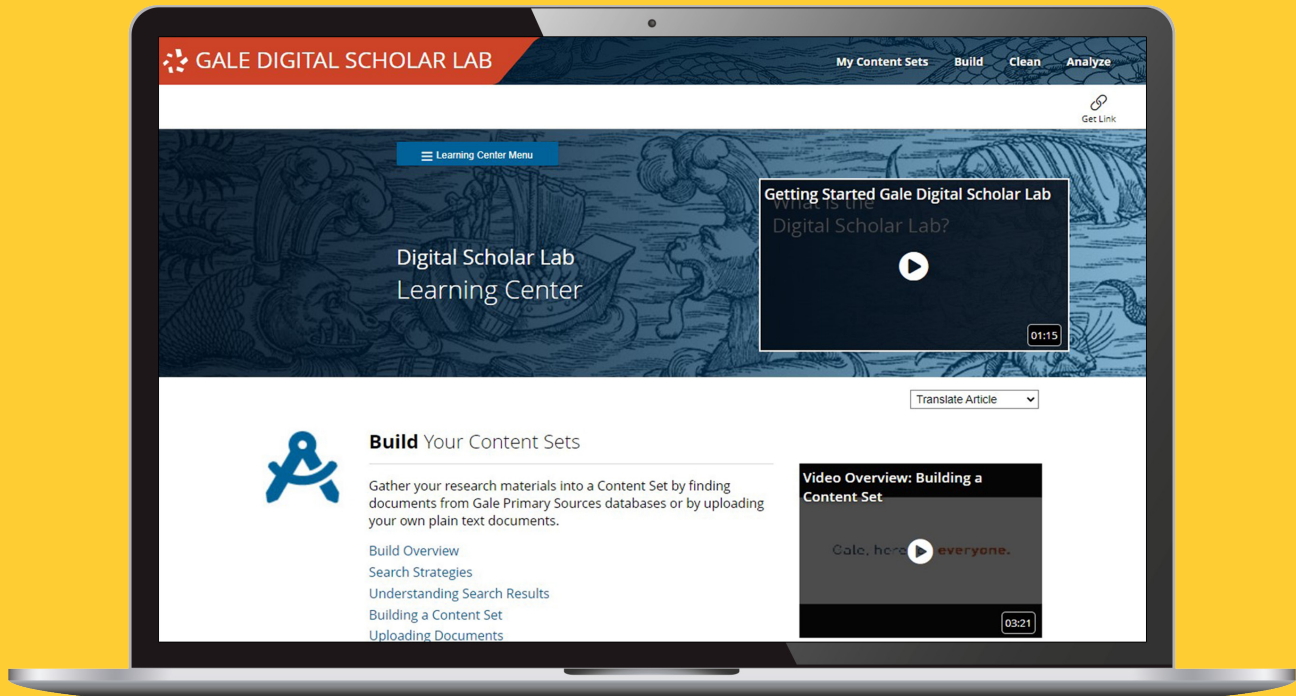 GALE DIGITAL SCHOLAR LAB
My Content Sets Build Clean Analyze
Get Link
Learning Center Menu
Getting Started Gale Digital Scholar Lab
What is the
Digital Scholar Lab?
01:15
Digital Scholar Lab
Learning Center
Translate Article
Build Your Content Sets
Gather your research materials into a Content Set by finding
documents from Gale Primary Sources databases or by uploading
your own plain text documents.
Build Overview
Search Strategies
Understanding Search Results
Building a Content Set
Uploading Documents
Video Overview: Building a
Content Set
Gale, here everyone.
03:21